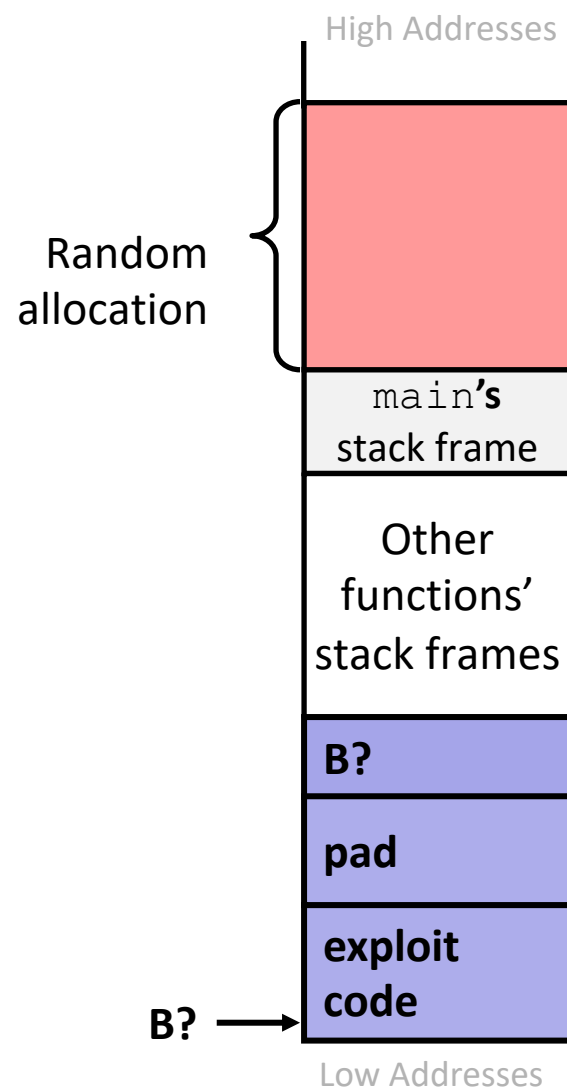 High Addresses
Random
allocation
main’s
stack frame
Other
functions’
stack frames
B?
pad
exploit
code
B?
Low Addresses